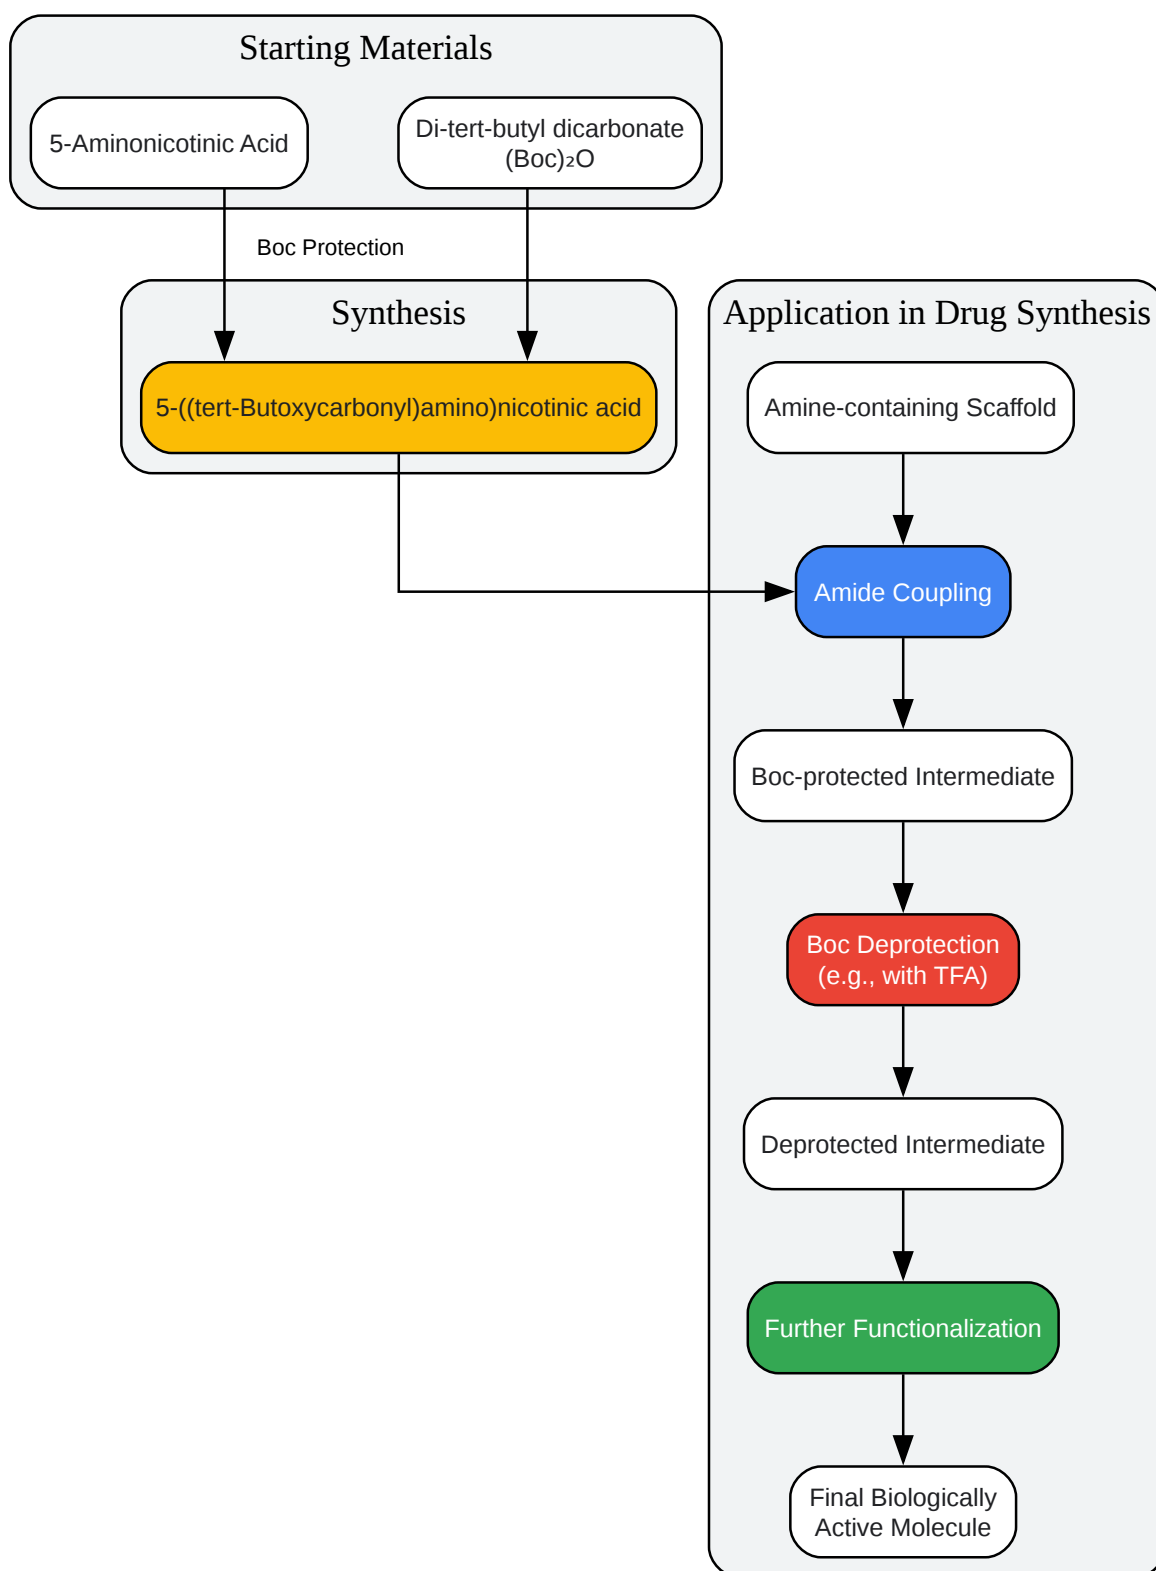 Starting Materials
5-Aminonicotinic Acid
Di-tert-butyl dicarbonate
(Boc)₂O
Boc Protection
Synthesis
5-((tert-Butoxycarbonyl)amino)nicotinic acid
Application in Drug Synthesis
Amine-containing Scaffold
Amide Coupling
Boc-protected Intermediate
Boc Deprotection
(e.g., with TFA)
Deprotected Intermediate
Further Functionalization
Final Biologically
Active Molecule